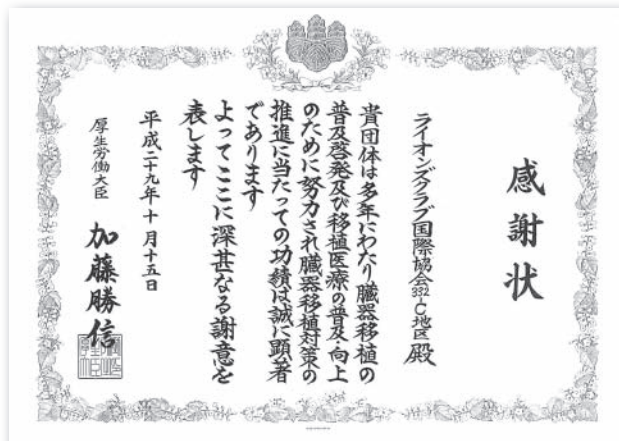 感謝状
ライオンズクラブ国際協会332-C地区 殿
貴団体は多年にわたり臓器移植の
普及啓発及び移植医療の普及・向上
のために努力され臓器移植対策の
推進に当たっての功績は誠に顕著
であります
よってここに深甚なる謝意を
表します
平成二十九年十月十五日
厚生労働大臣 加藤勝信